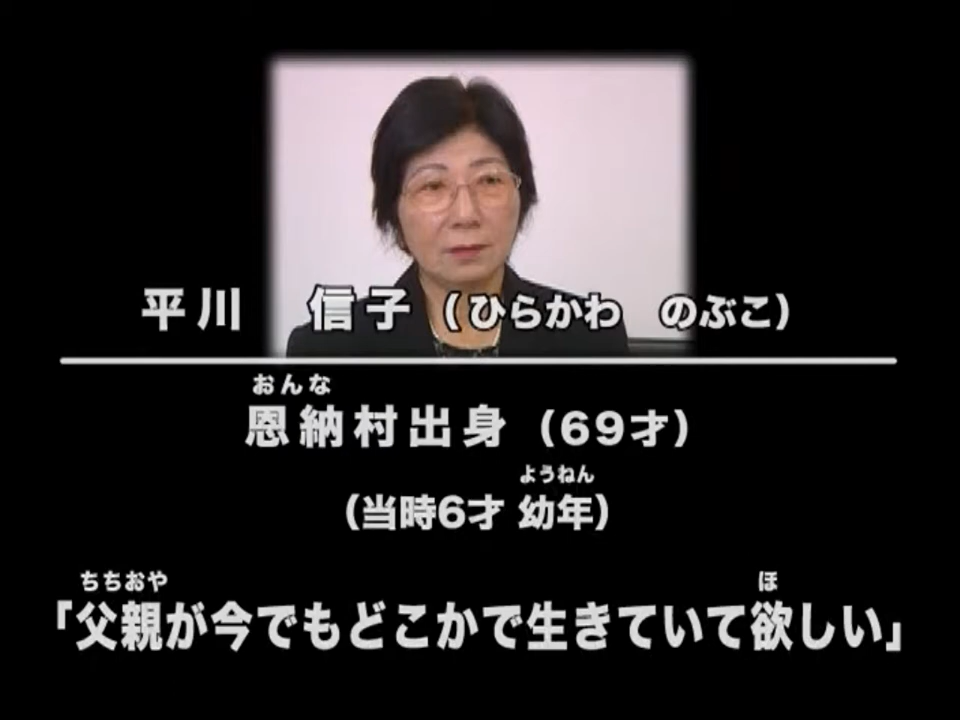 平川 信子（ひらかわ のぶこ）
おんな
恩納村出身（69才）
ようねん
（当時6才 幼年）
ちちおや ほ
「父親が今でもどこかで生きていて欲しい」